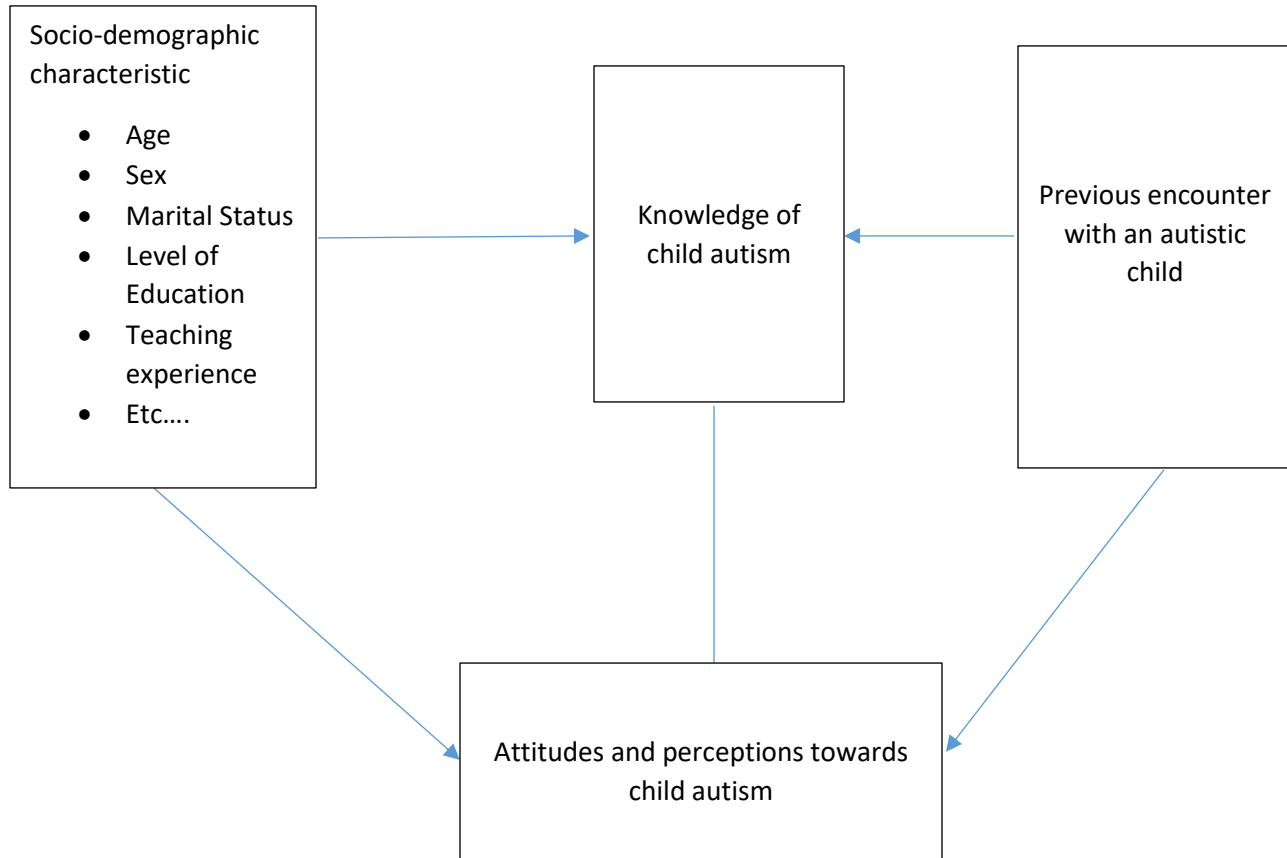 Socio-demographic
characteristic
• Age
• Sex
• Marital Status
• Level of
Education
• Teaching
experience
• Etc….
Knowledge of
child autism
Previous encounter
with an autistic
child
Attitudes and perceptions towards
child autism